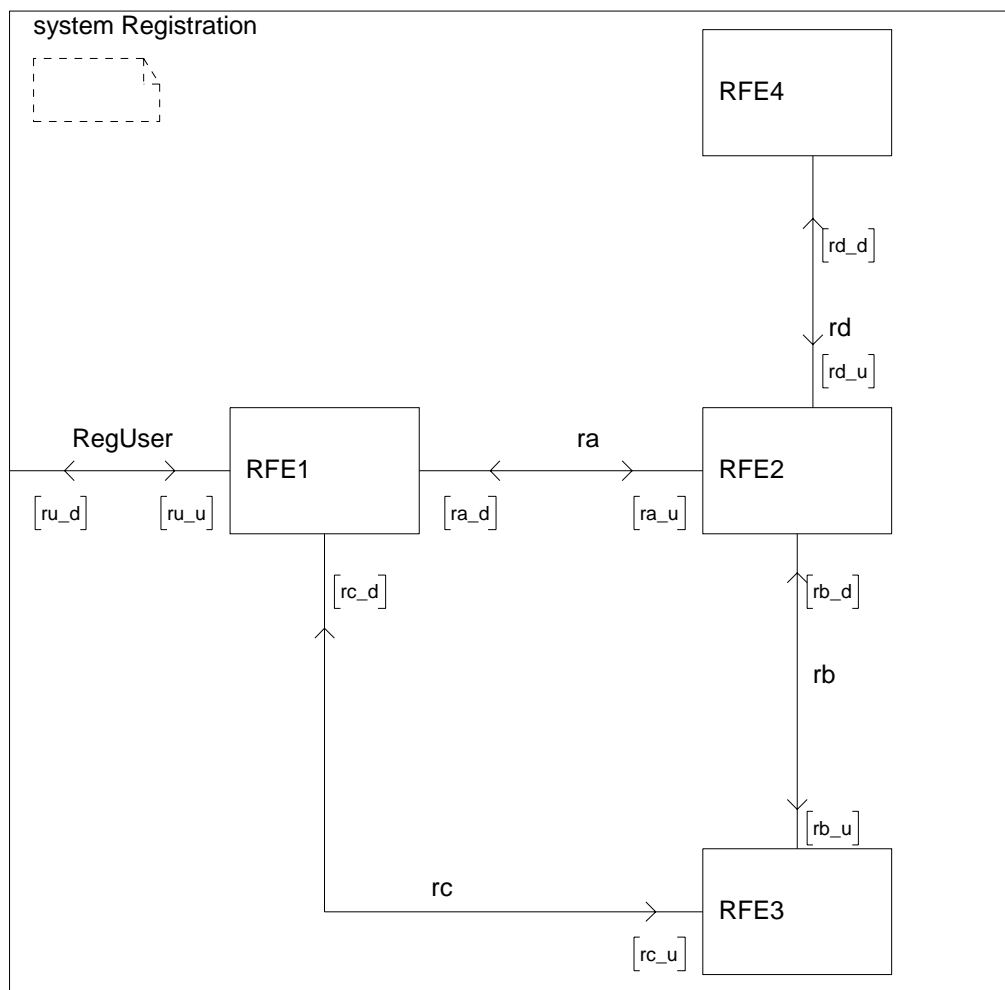 system Registration
RFE4
[rd_d]
rd
[rd_u]
RegUser
RFE1
ra
RFE2
[ru_d]
[ru_u]
[ra_d]
[ra_u]
[rc_d]
[rb_d]
rb
[rb_u]
rc
RFE3
[rc_u]